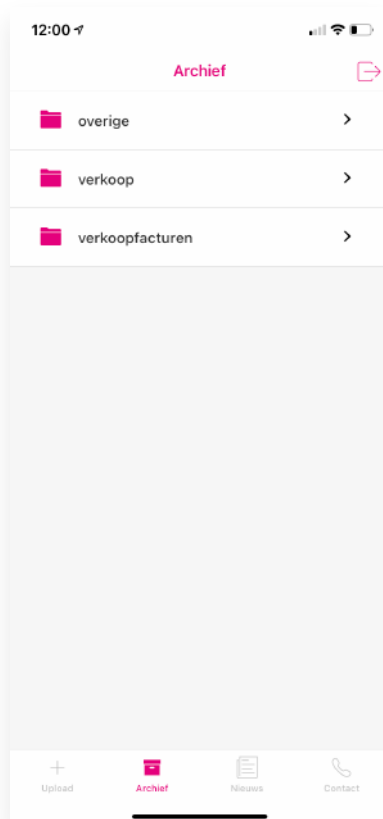 12:00
Archief
overige
verkoop
verkoopfacturen
Upload
Archief
Nieuws
Contact